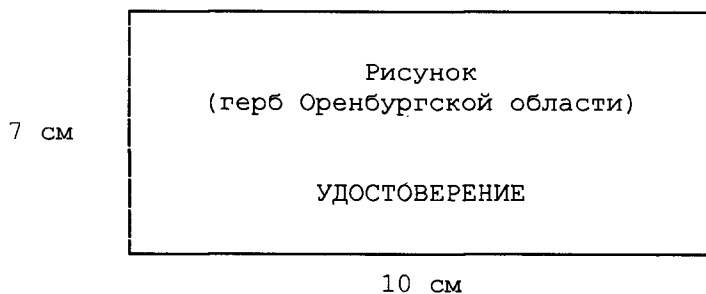 Рисунок
(герб Оренбургской области)
7 см
УДОСТОВЕРЕНИЕ
10 см